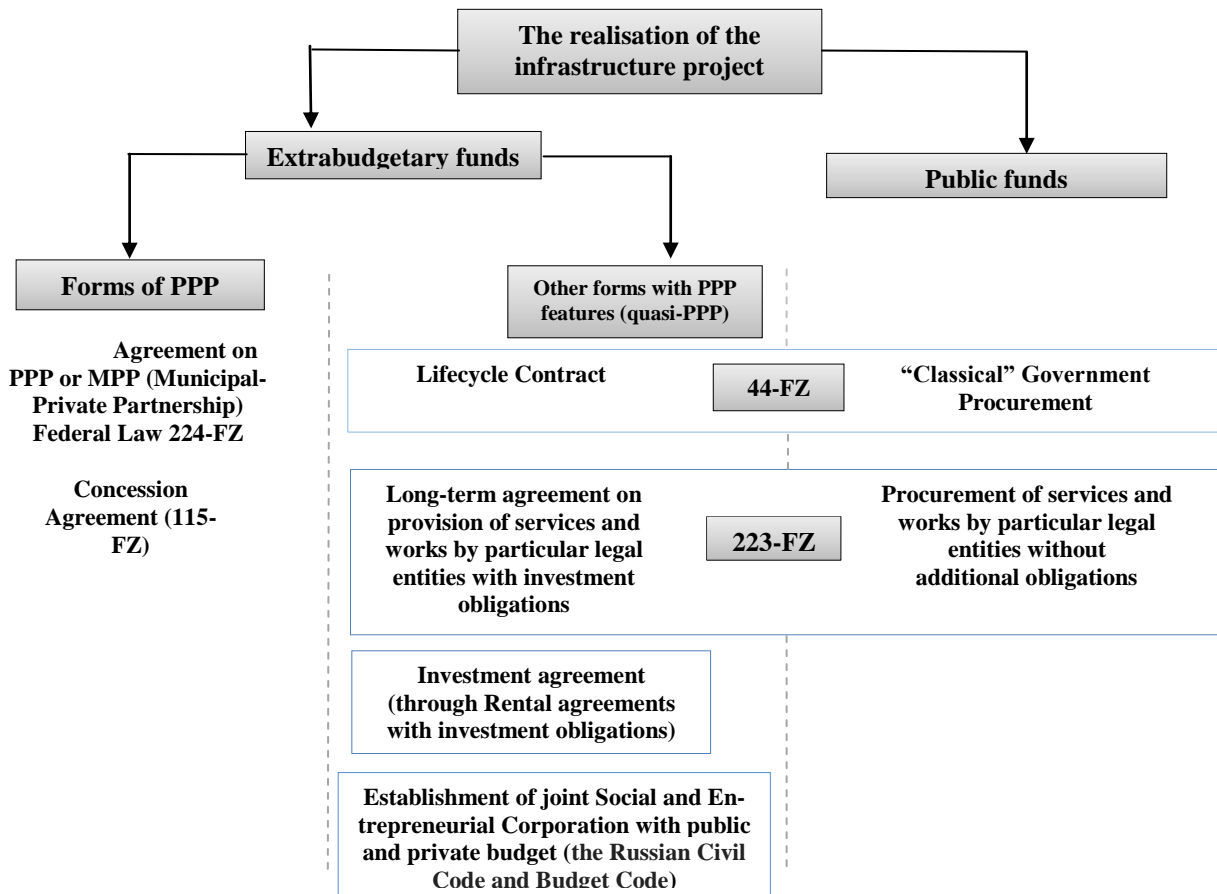 The realisation of the
infrastructure project
Extrabudgetary funds
Public funds
Forms of PPP
Other forms with PPP
features (quasi-PPP)
Agreement on
PPP or MPP (Municipal-
Private Partnership)
Federal Law 224-FZ
Concession
Agreement (115-
FZ)
Lifecycle Contract
44-FZ
“Classical” Government
Procurement
Long-term agreement on
provision of services and
works by particular legal
entities with investment
obligations
223-FZ
Procurement of services and
works by particular legal
entities without
additional obligations
Investment agreement
(through Rental agreements
with investment obligations)
Establishment of joint Social and En-
trepreneurial Corporation with public
and private budget (the Russian Civil
Code and Budget Code)